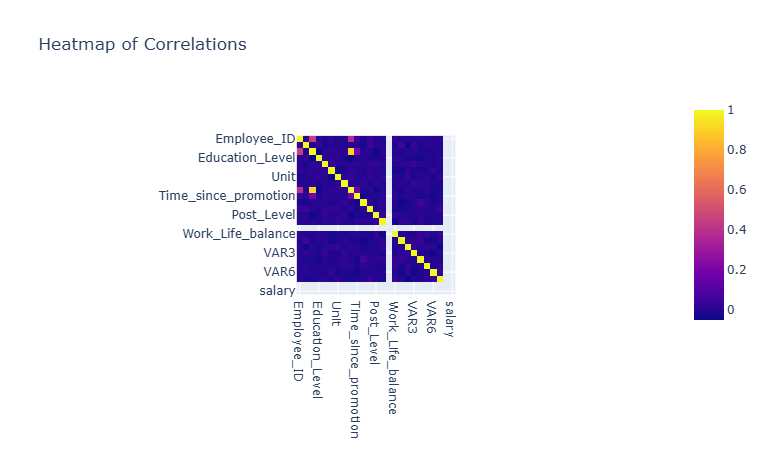 Heatmap of Correlations
Employee_ID
Education_Level
Unit
Time_since_promotion
Post_Level
Work_Life_balance
VAR3
VAR6
salary
Employee_ID
Education_Level
Unit
Time_since_promotion
Post_Level
Work_Life_balance
VAR3
VAR6
salary
1
0.8
0.6
0.4
0.2
0